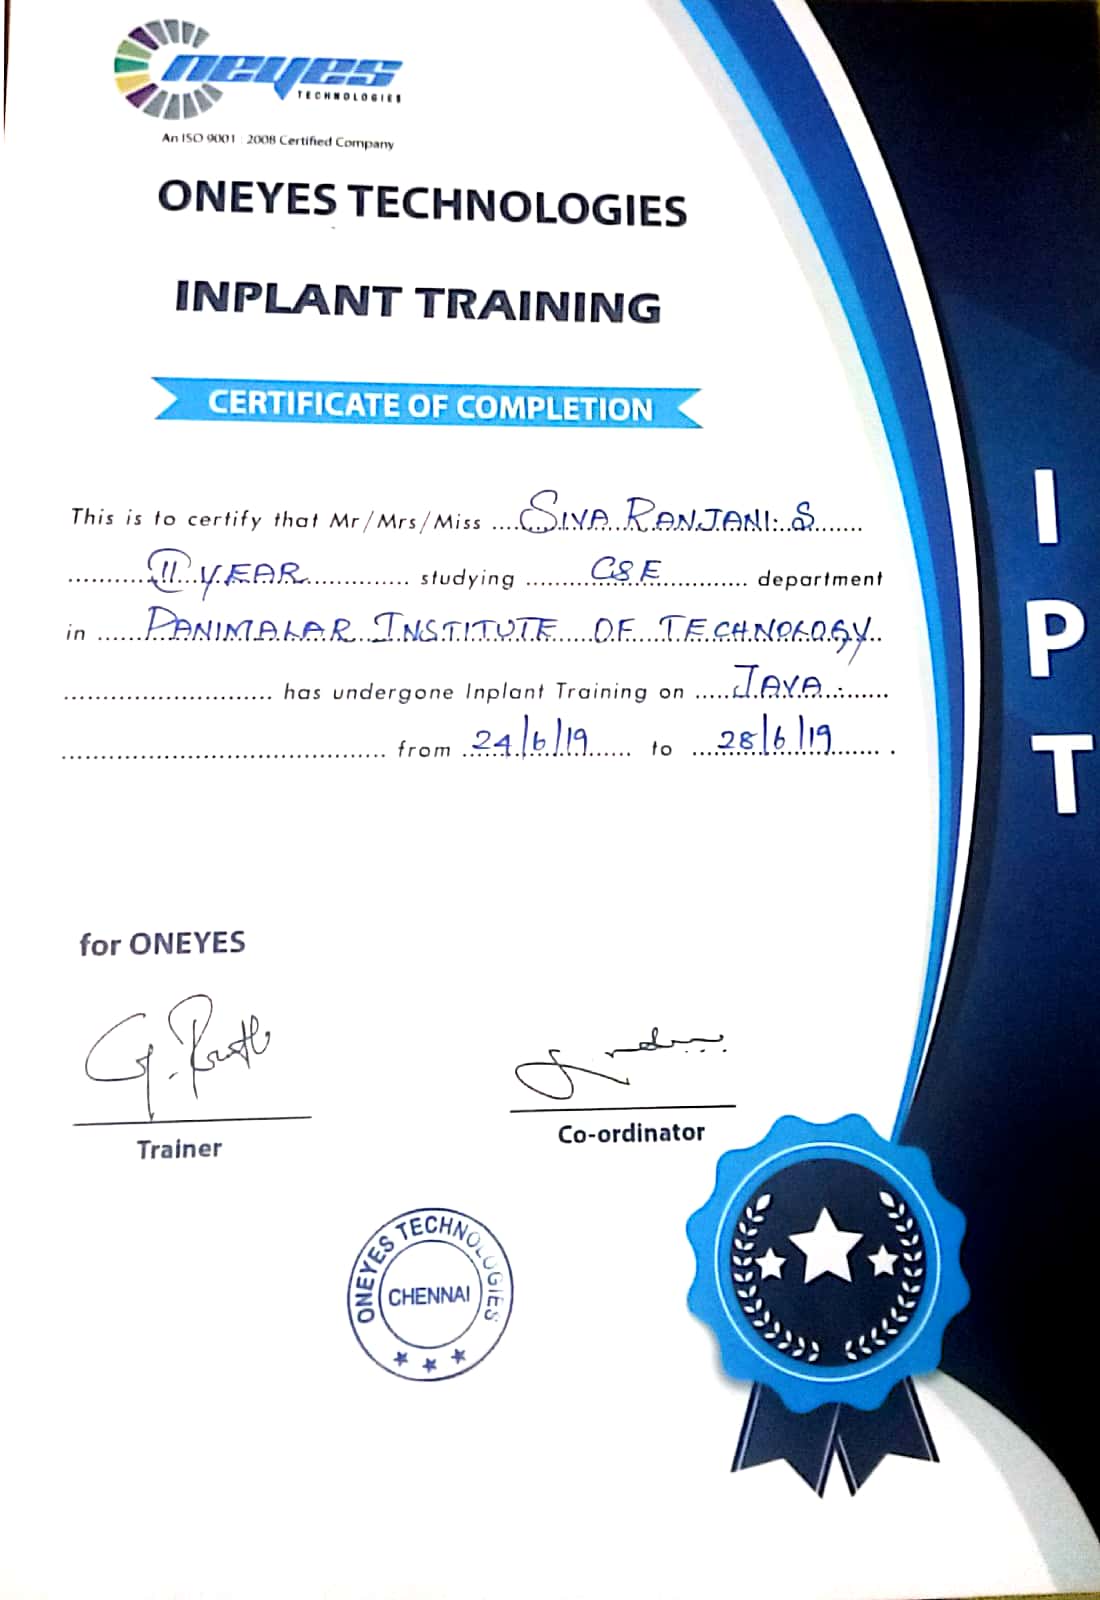 oneyes
TECHNOLOGIES
An ISO 9001 : 2008 Certified Company
ONEYES TECHNOLOGIES
INPLANT TRAINING
CERTIFICATE OF COMPLETION
This is to certify that Mr/Mrs/Miss ....SIVA RANJANI. S.......
...........II YEAR.............. studying .........CSE............ department
in ......PANIMALAR INSTITUTE OF TECHNOLOGY..
........................... has undergone Inplant Training on .....JAVA.........
.......................................... from ..24/6/19...... to ...28/6/19....... .
I
P
T
for ONEYES
Trainer
Co-ordinator
ONEYES TECHNOLOGIES
CHENNAI